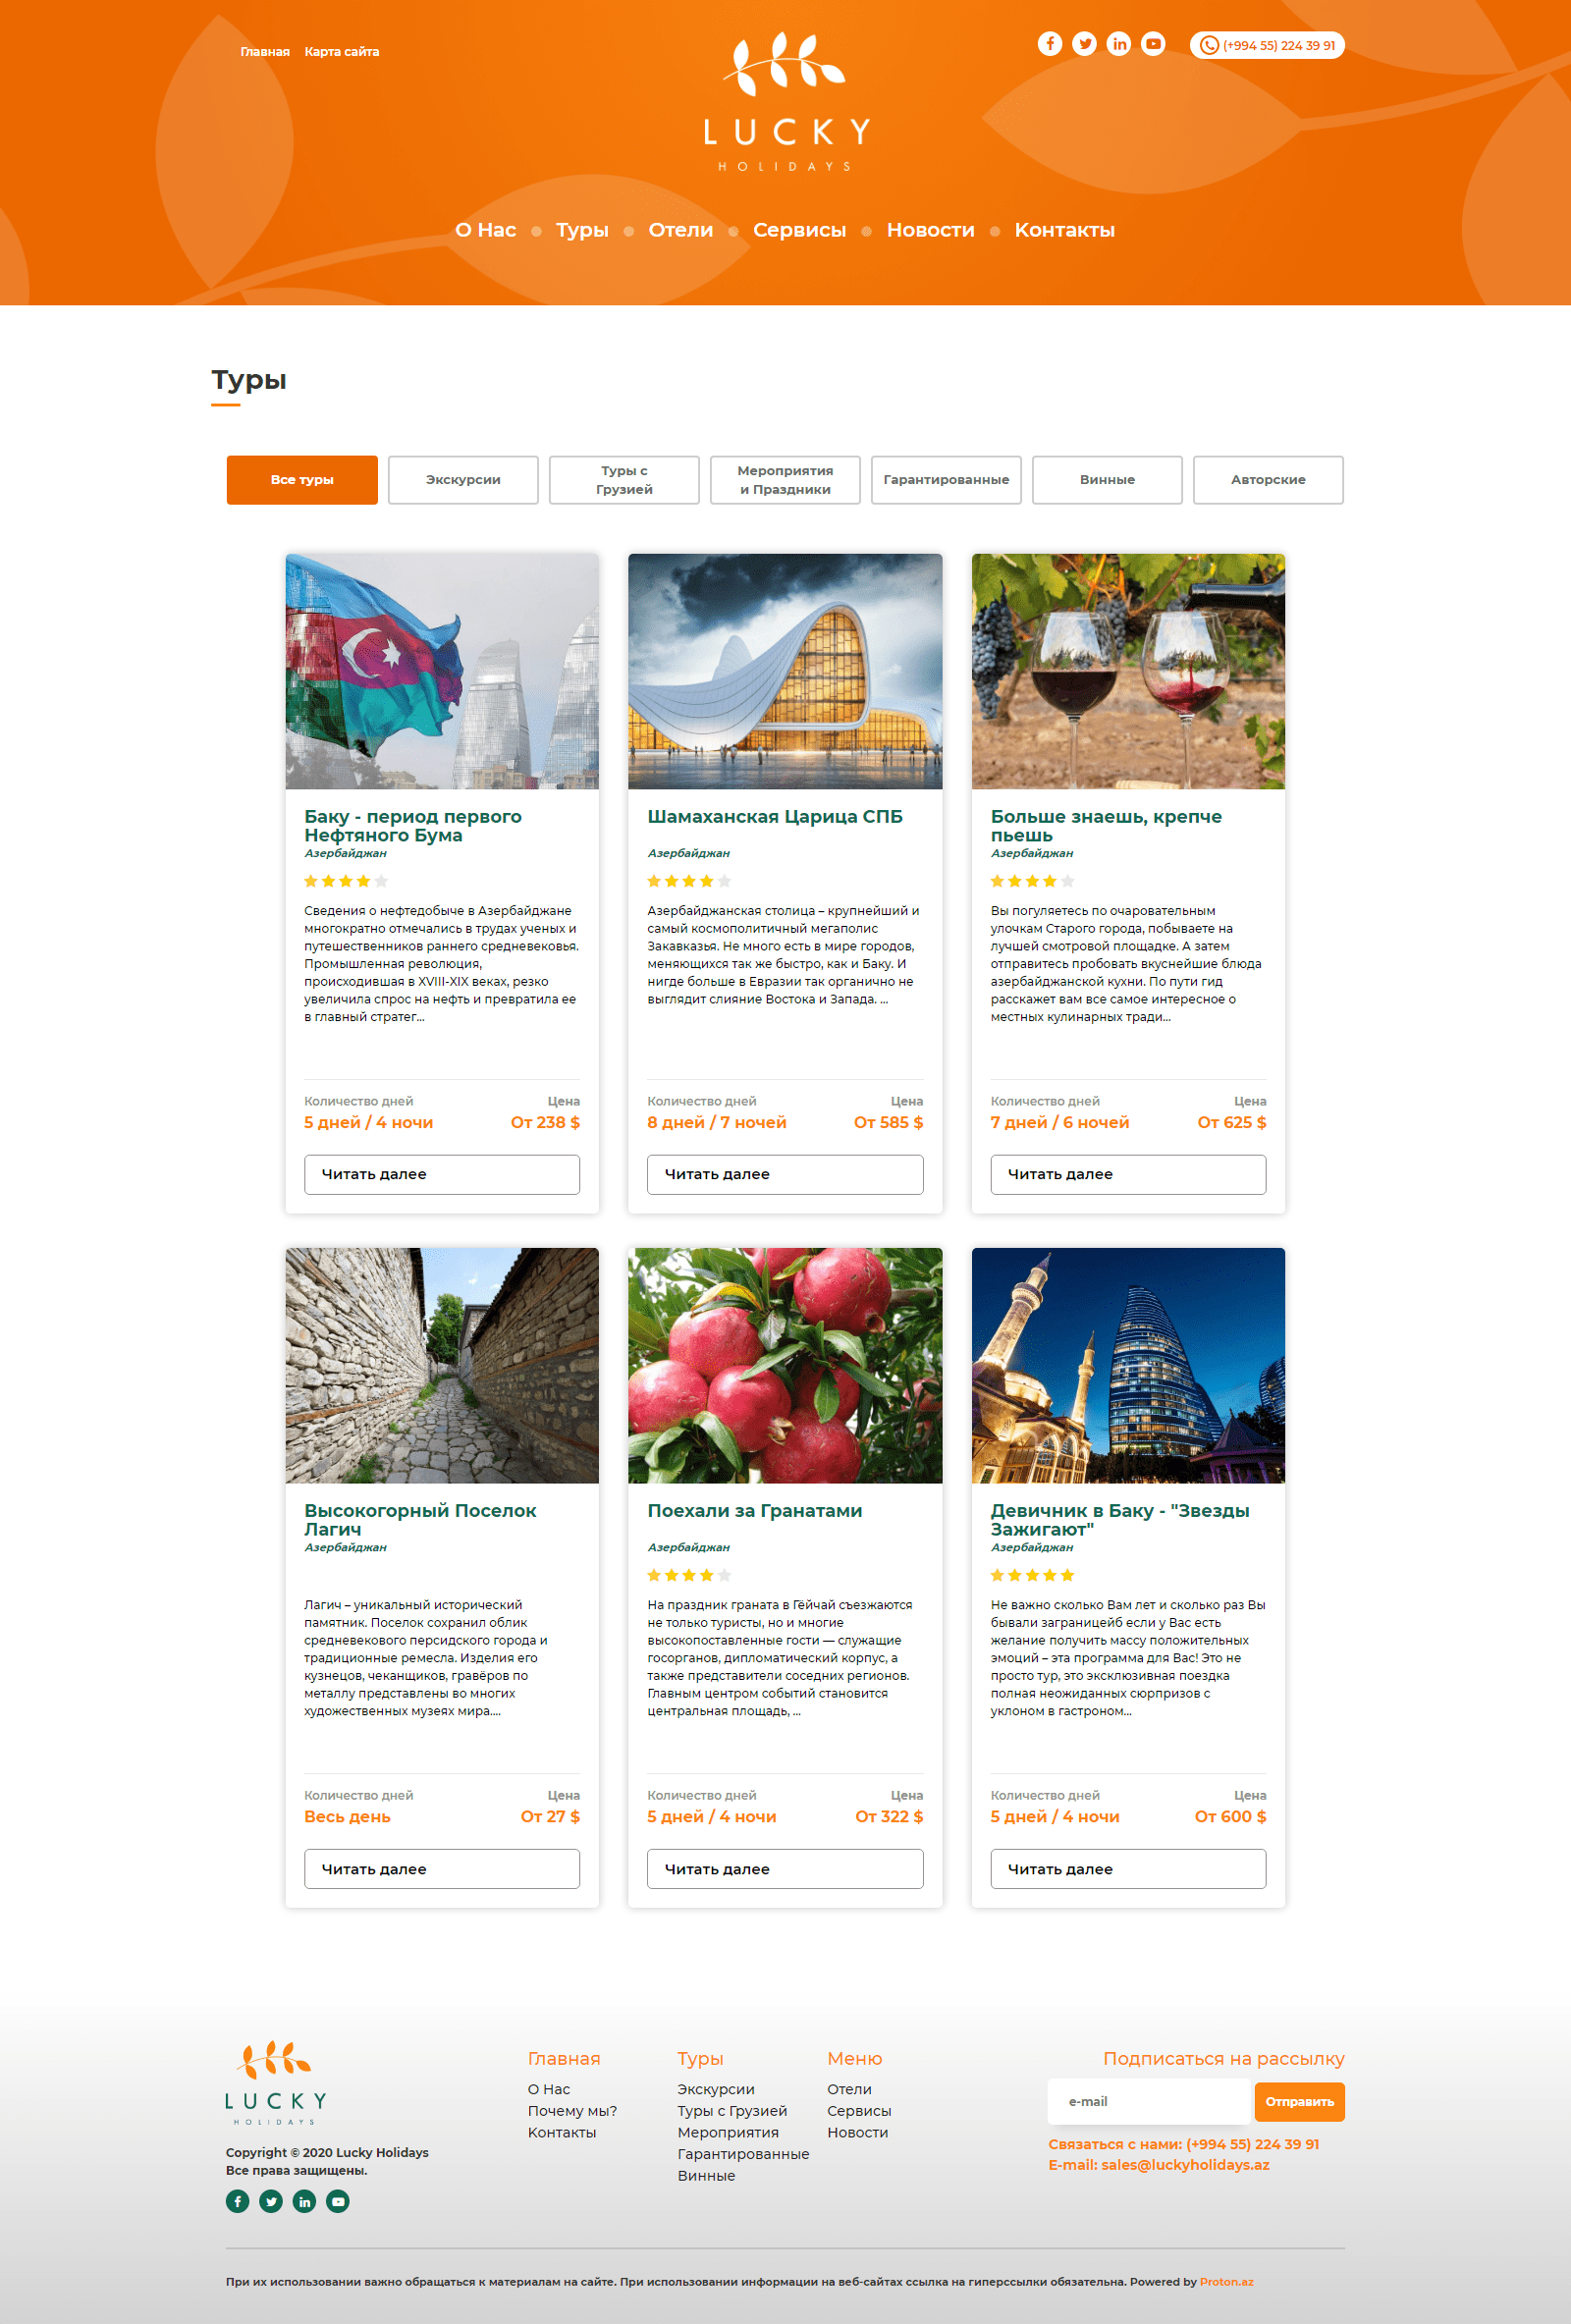 Главная Карта сайта
(+994 55) 224 39 91
LUCKY
HOLIDAYS
О Нас Туры Отели Сервисы Новости Контакты
Туры
Все туры
Экскурсии
Туры с
Грузией
Мероприятия
и Праздники
Гарантированные
Винные
Авторские
Баку - период первого
Нефтяного Бума
Азербайджан
Сведения о нефтедобыче в Азербайджане
многократно отмечались в трудах ученых и
путешественников раннего средневековья.
Промышленная революция,
происходившая в XVIII-XIX веках, резко
увеличила спрос на нефть и превратила ее
в главный стратег...
Количество дней Цена
5 дней / 4 ночи От 238 $
Читать далее
Шамаханская Царица СПБ
Азербайджан
Азербайджанская столица – крупнейший и
самый космополитичный мегаполис
Закавказья. Не много есть в мире городов,
меняющихся так же быстро, как и Баку. И
нигде больше в Евразии так органично не
выглядит слияние Востока и Запада. ...
Количество дней Цена
8 дней / 7 ночей От 585 $
Читать далее
Больше знаешь, крепче
пьешь
Азербайджан
Вы погуляетесь по очаровательным
улочкам Старого города, побываете на
лучшей смотровой площадке. А затем
отправитесь пробовать вкуснейшие блюда
азербайджанской кухни. По пути гид
расскажет вам все самое интересное о
местных кулинарных тради...
Количество дней Цена
7 дней / 6 ночей От 625 $
Читать далее
Высокогорный Поселок
Лагич
Азербайджан
Лагич – уникальный исторический
памятник. Поселок сохранил облик
средневекового персидского города и
традиционные ремесла. Изделия его
кузнецов, чеканщиков, гравёров по
металлу представлены во многих
художественных музеях мира....
Количество дней Цена
Весь день От 27 $
Читать далее
Поехали за Гранатами
Азербайджан
На праздник граната в Гёйчай съезжаются
не только туристы, но и многие
высокопоставленные гости — служащие
госорганов, дипломатический корпус, а
также представители соседних регионов.
Главным центром событий становится
центральная площадь, ...
Количество дней Цена
5 дней / 4 ночи От 322 $
Читать далее
Девичник в Баку - "Звезды
Зажигают"
Азербайджан
Не важно сколько Вам лет и сколько раз Вы
бывали заграницейб если у Вас есть
желание получить массу положительных
эмоций – эта программа для Вас! Это не
просто тур, это эксклюзивная поездка
полная неожиданных сюрпризов с
уклоном в гастроном...
Количество дней Цена
5 дней / 4 ночи От 600 $
Читать далее
LUCKY
HOLIDAYS
Copyright © 2020 Lucky Holidays
Все права защищены.
Главная
О Нас
Почему мы?
Контакты
Туры
Экскурсии
Туры с Грузией
Мероприятия
Гарантированные
Винные
Меню
Отели
Сервисы
Новости
Подписаться на рассылку
e-mail
Отправить
Связаться с нами: (+994 55) 224 39 91
E-mail: sales@luckyholidays.az
При их использовании важно обращаться к материалам на сайте. При использовании информации на веб-сайтах ссылка на гиперссылки обязательна. Powered by Proton.az